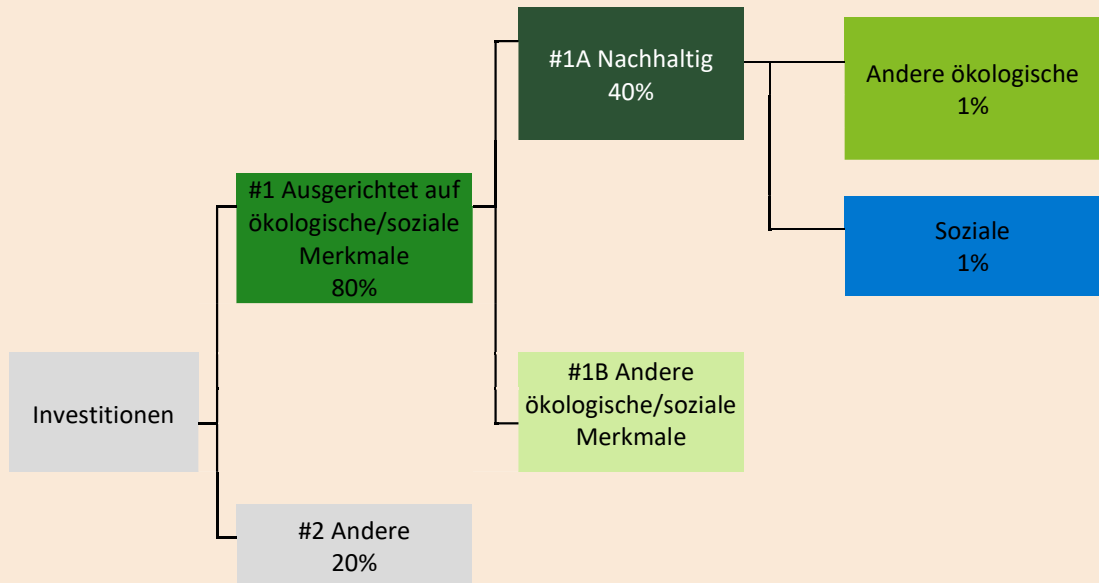 Investitionen
#1 Ausgerichtet auf
ökologische/soziale
Merkmale
80%
#2 Andere
20%
#1A Nachhaltig
40%
#1B Andere
ökologische/soziale
Merkmale
Andere ökologische
1%
Soziale
1%